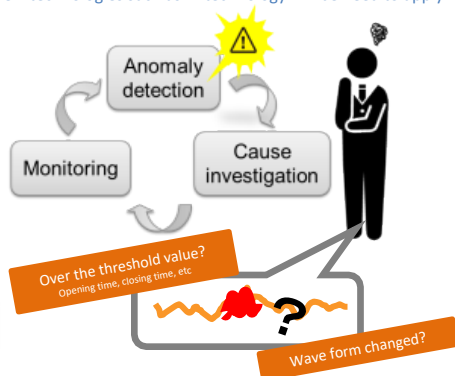 Anomaly
detection
Monitoring
Cause
investigation
Over the threshold value?
Opening time, closing time, etc
?
Wave form changed?